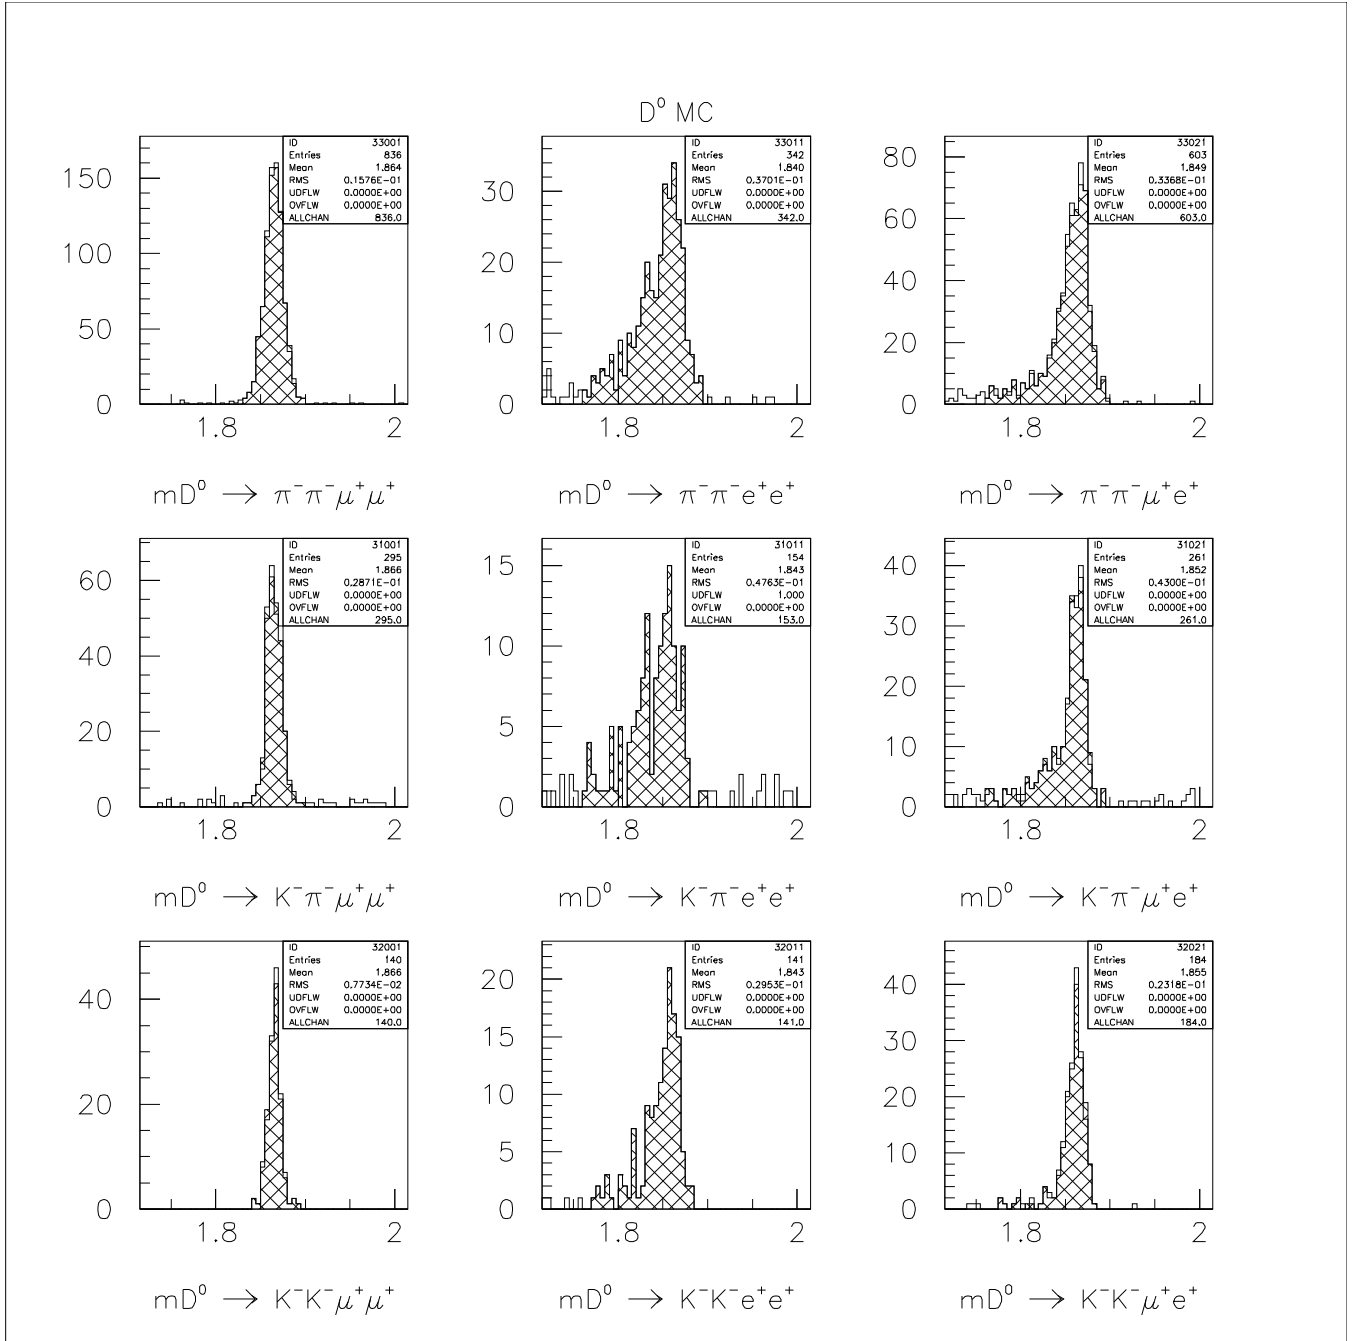 D⁰ MC
ID 33001
Entries 836
Mean 1.864
RMS 0.1576E-01
UDFLW 0.0000E+00
OVFLW 0.0000E+00
ALLCHAN 836.0
150
100
50
0
1.8 2
mD⁰ → π⁻π⁻μ⁺μ⁺
ID 33011
Entries 342
Mean 1.840
RMS 0.3701E-01
UDFLW 0.0000E+00
OVFLW 0.0000E+00
ALLCHAN 342.0
30
20
10
0
1.8 2
mD⁰ → π⁻π⁻e⁺e⁺
ID 33021
Entries 603
Mean 1.849
RMS 0.3368E-01
UDFLW 0.0000E+00
OVFLW 0.0000E+00
ALLCHAN 603.0
80
60
40
20
0
1.8 2
mD⁰ → π⁻π⁻μ⁺e⁺
ID 31001
Entries 295
Mean 1.866
RMS 0.2871E-01
UDFLW 0.0000E+00
OVFLW 0.0000E+00
ALLCHAN 295.0
60
40
20
0
1.8 2
mD⁰ → K⁻π⁻μ⁺μ⁺
ID 31011
Entries 154
Mean 1.843
RMS 0.4763E-01
UDFLW 1.000
OVFLW 0.0000E+00
ALLCHAN 153.0
15
10
5
0
1.8 2
mD⁰ → K⁻π⁻e⁺e⁺
ID 31021
Entries 261
Mean 1.852
RMS 0.4300E-01
UDFLW 0.0000E+00
OVFLW 0.0000E+00
ALLCHAN 261.0
40
30
20
10
0
1.8 2
mD⁰ → K⁻π⁻μ⁺e⁺
ID 32001
Entries 140
Mean 1.866
RMS 0.7734E-02
UDFLW 0.0000E+00
OVFLW 0.0000E+00
ALLCHAN 140.0
40
20
0
1.8 2
mD⁰ → K⁻K⁻μ⁺μ⁺
ID 32011
Entries 141
Mean 1.843
RMS 0.2953E-01
UDFLW 0.0000E+00
OVFLW 0.0000E+00
ALLCHAN 141.0
20
15
10
5
0
1.8 2
mD⁰ → K⁻K⁻e⁺e⁺
ID 32021
Entries 184
Mean 1.855
RMS 0.2318E-01
UDFLW 0.0000E+00
OVFLW 0.0000E+00
ALLCHAN 184.0
40
30
20
10
0
1.8 2
mD⁰ → K⁻K⁻μ⁺e⁺